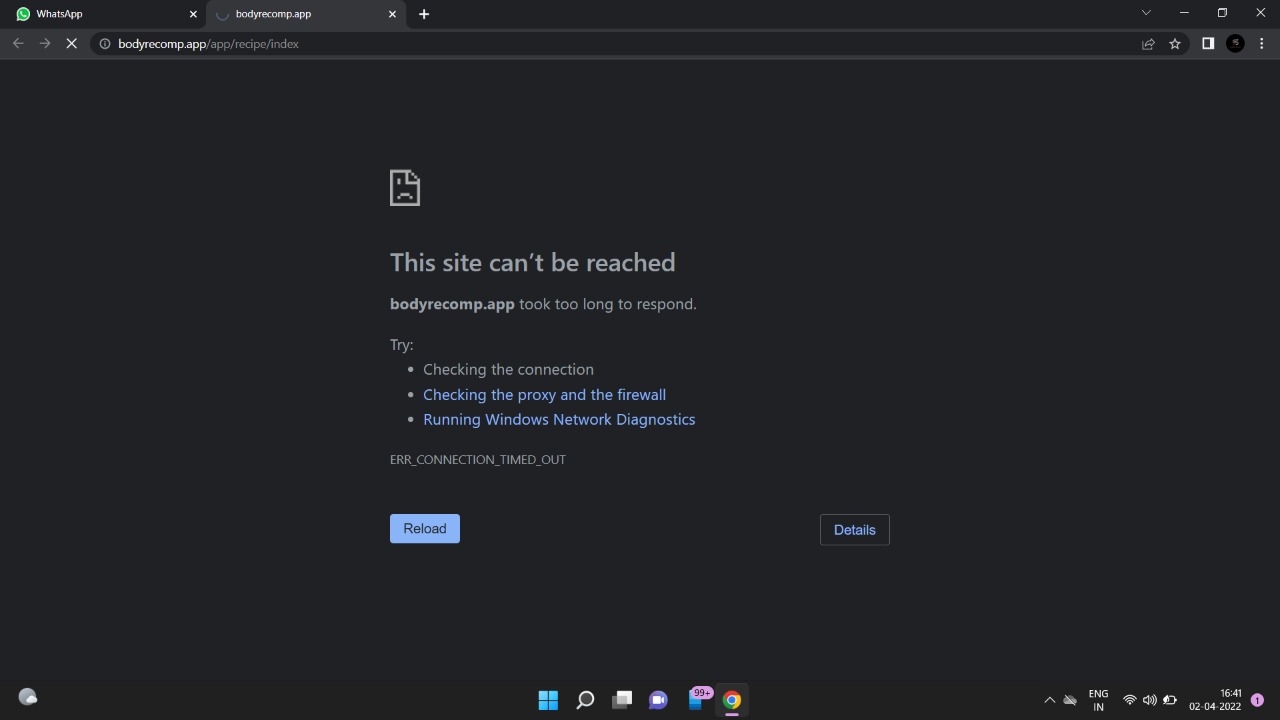 WhatsApp
bodyrecomp.app
bodyrecomp.app/app/recipe/index
This site can't be reached
bodyrecomp.app took too long to respond.
Try:
Checking the connection
Checking the proxy and the firewall
Running Windows Network Diagnostics
ERR_CONNECTION_TIMED_OUT
Reload
Details
99+
ENG
IN
16:41
02-04-2022
1